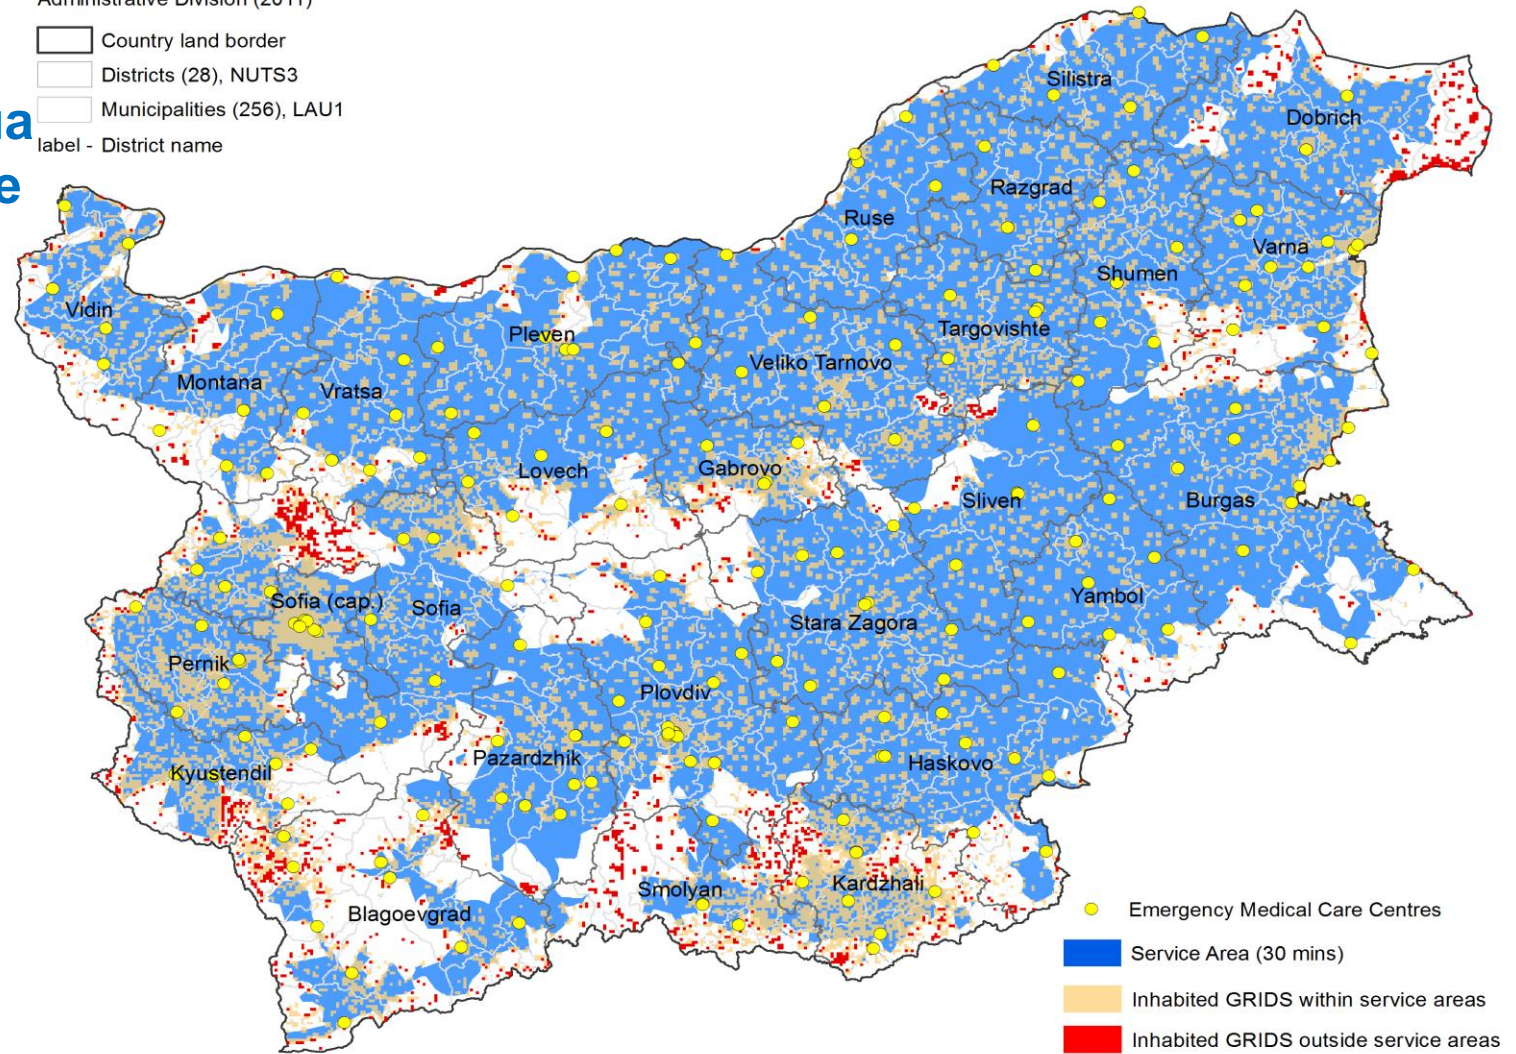 Administrative Division (2011)
Country land border
Districts (28), NUTS3
Municipalities (256), LAU1
label - District name
Silistra
Dobrich
Razgrad
Ruse
Varna
Shumen
Vidin
Targovishte
Pleven
Veliko Tarnovo
Montana
Vratsa
Lovech
Gabrovo
Sliven
Burgas
Sofia (cap.)
Sofia
Yambol
Stara Zagora
Pernik
Plovdiv
Pazardzhik
Haskovo
Kyustendil
Smolyan
Kardzhali
Blagoevgrad
Emergency Medical Care Centres
Service Area (30 mins)
Inhabited GRIDS within service areas
Inhabited GRIDS outside service areas